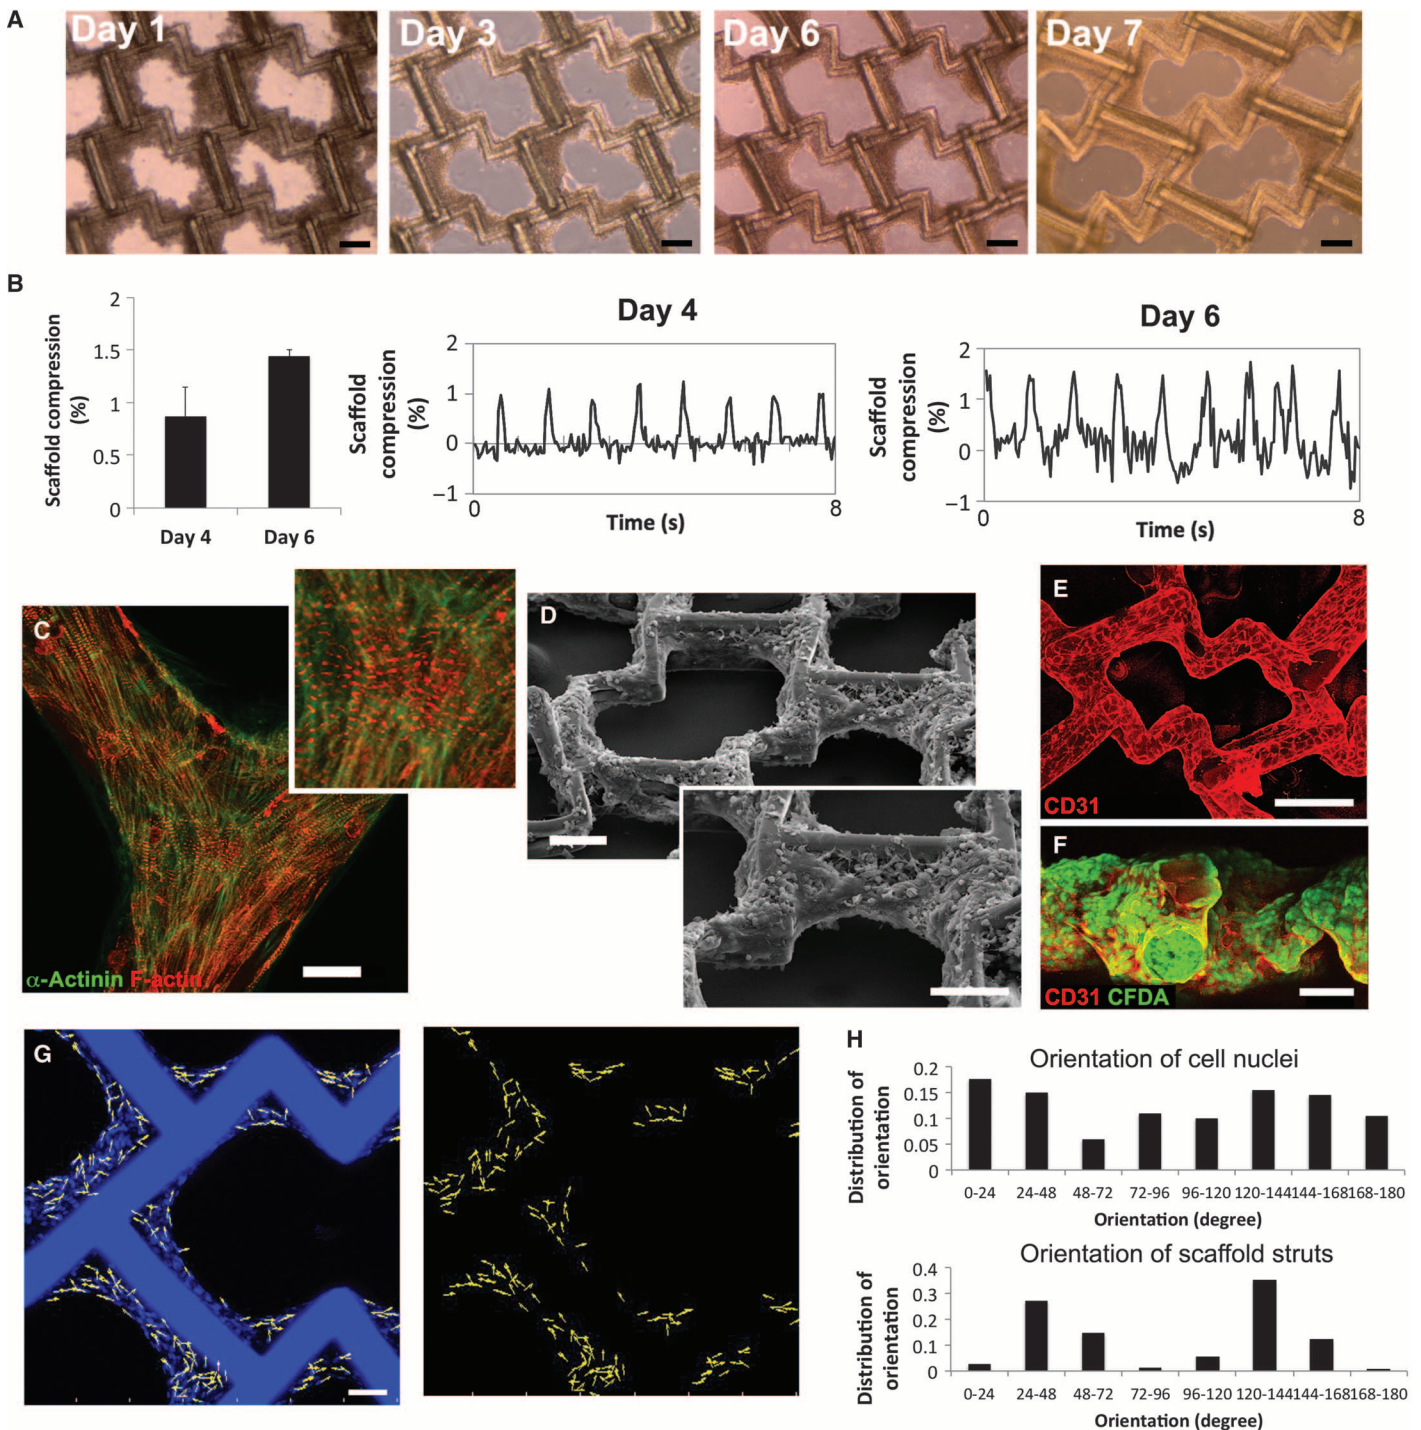 A
Day 1
Day 3
Day 6
Day 7
B
Scaffold compression
(%)
2
1.5
1
0.5
0
Day 4
Day 6
Day 4
Scaffold
compression
(%)
2
1
0
−1
0
8
Time (s)
Day 6
Scaffold
compression
(%)
2
1
0
−1
0
8
Time (s)
C
α-Actinin F-actin
D
E
CD31
F
CD31 CFDA
G
H
Orientation of cell nuclei
Distribution of
orientation
0.2
0.15
0.1
0.05
0
0-24 24-48 48-72 72-96 96-120 120-144 144-168 168-180
Orientation (degree)
Orientation of scaffold struts
Distribution of
orientation
0.4
0.3
0.2
0.1
0
0-24 24-48 48-72 72-96 96-120 120-144 144-168 168-180
Orientation (degree)